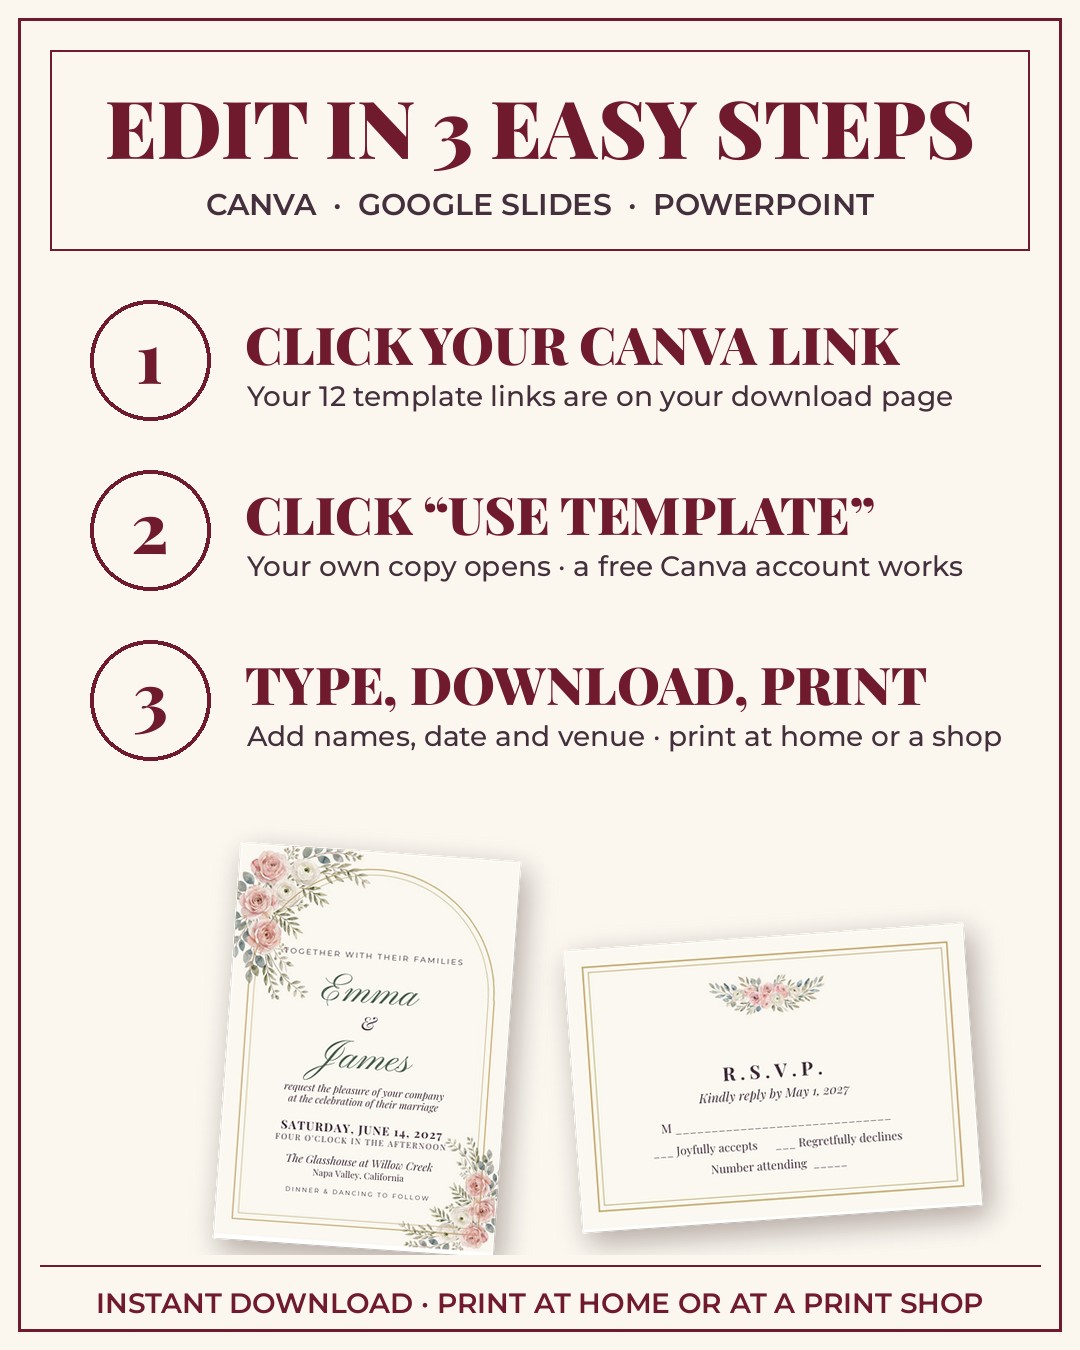 EDIT IN 3 EASY STEPS
CANVA · GOOGLE SLIDES · POWERPOINT
1
CLICK YOUR CANVA LINK
Your 12 template links are on your download page
2
CLICK “USE TEMPLATE”
Your own copy opens · a free Canva account works
3
TYPE, DOWNLOAD, PRINT
Add names, date and venue · print at home or a shop
TOGETHER WITH THEIR FAMILIES
Emma
&
James
request the pleasure of your company
at the celebration of their marriage
SATURDAY, JUNE 14, 2027
FOUR O'CLOCK IN THE AFTERNOON
The Glasshouse at Willow Creek
Napa Valley, California
DINNER & DANCING TO FOLLOW
R.S.V.P.
Kindly reply by May 1, 2027
M ____________________________
___ Joyfully accepts ___ Regretfully declines
Number attending _____
INSTANT DOWNLOAD · PRINT AT HOME OR AT A PRINT SHOP